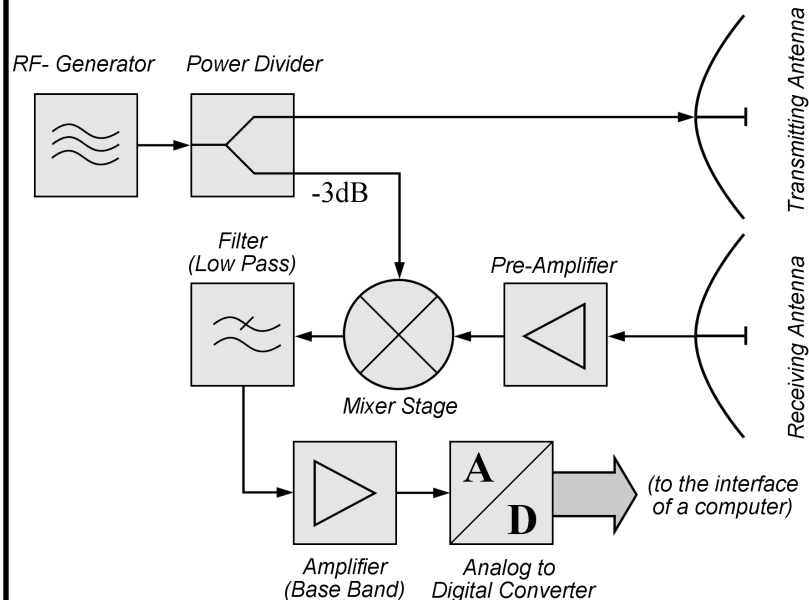 RF- Generator
Power Divider
Transmitting Antenna
-3dB
Filter
(Low Pass)
Pre-Amplifier
Receiving Antenna
Mixer Stage
A
D
(to the interface
of a computer)
Amplifier
(Base Band)
Analog to
Digital Converter